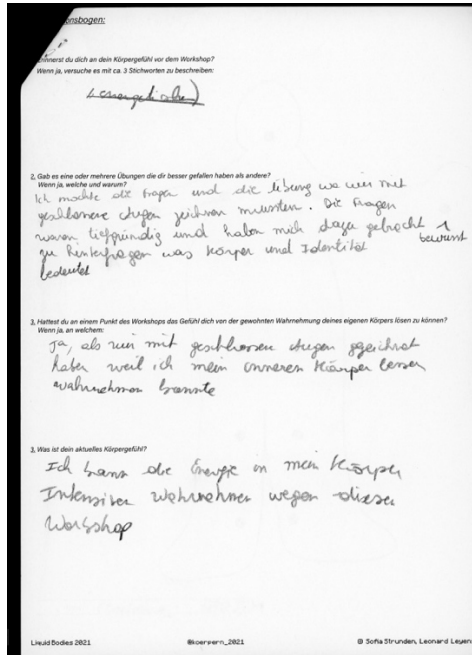 onsbogen:
Erinnerst du dich an dein Körpergefühl vor dem Workshop?
Wenn ja, versuche es mit ca. 3 Stichworten zu beschreiben:
2. Gab es eine oder mehrere Übungen die dir besser gefallen haben als andere?
Wenn ja, welche und warum?
Ich mochte die Fragen und die Übung wo wir mit
geschlossene Augen zeichnen mussten. Die Fragen
waren tiefgründig und haben mich dazu gebracht
bewusst
zu hinterfragen was Körper und Identität
bedeutet
3. Hattest du an einem Punkt des Workshops das Gefühl dich von der gewohnten Wahrnehmung deines eigenen Körpers lösen zu können?
Wenn ja, an welchem:
Ja, als wir mit geschlossen Augen gezeichnet
haben weil ich mein inneren Körper besser
wahrnehmen konnte
3. Was ist dein aktuelles Körpergefühl?
Ich kann die Energie in mein Körper
Intensiver wahrnehmen wegen dieser
Workshop
Liquid Bodies 2021 @koerpern_2021 © Sofia Strunden, Leonard Leyen